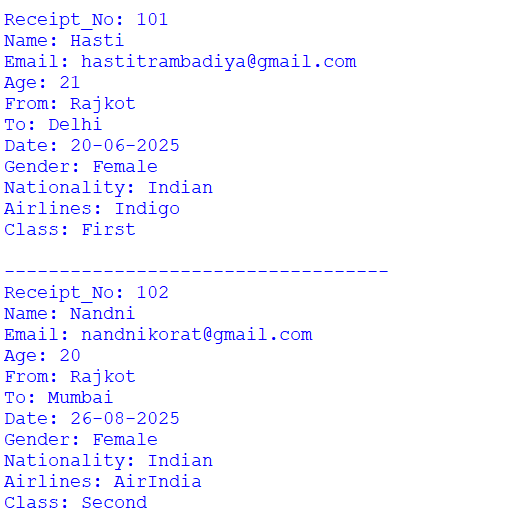 Receipt_No: 101
Name: Hasti
Email: hastitrambadiya@gmail.com
Age: 21
From: Rajkot
To: Delhi
Date: 20-06-2025
Gender: Female
Nationality: Indian
Airlines: Indigo
Class: First

-----------------------------------
Receipt_No: 102
Name: Nandni
Email: nandnikorat@gmail.com
Age: 20
From: Rajkot
To: Mumbai
Date: 26-08-2025
Gender: Female
Nationality: Indian
Airlines: AirIndia
Class: Second